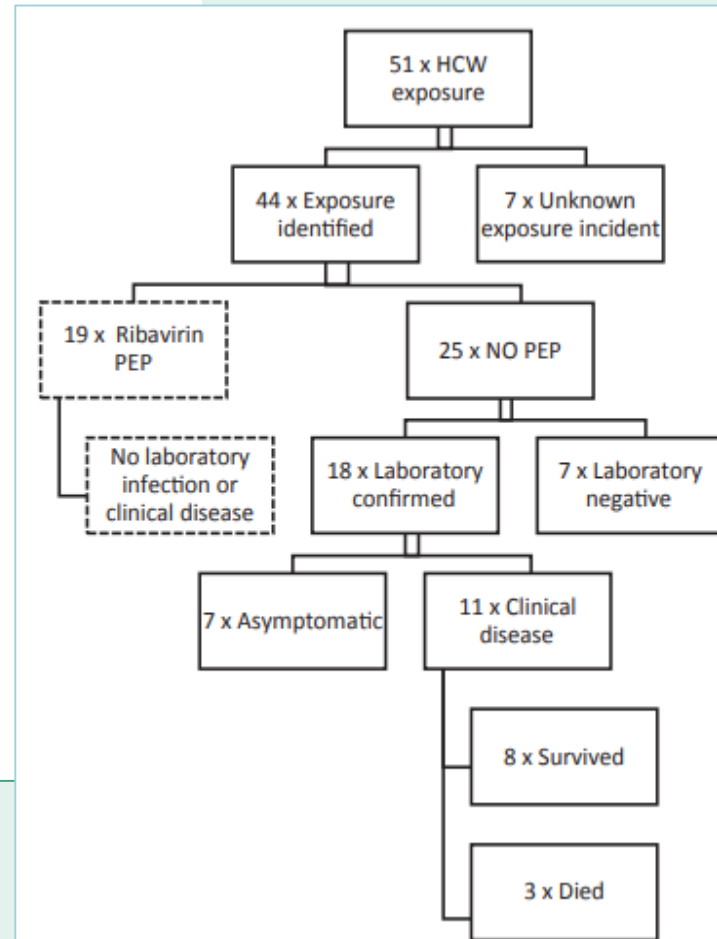 51 x HCW
exposure
44 x Exposure
identified
7 x Unknown
exposure incident
19 x Ribavirin
PEP
25 x NO PEP
No laboratory
infection or
clinical disease
18 x Laboratory
confirmed
7 x Laboratory
negative
7 x Asymptomatic
11 x Clinical
disease
8 x Survived
3 x Died